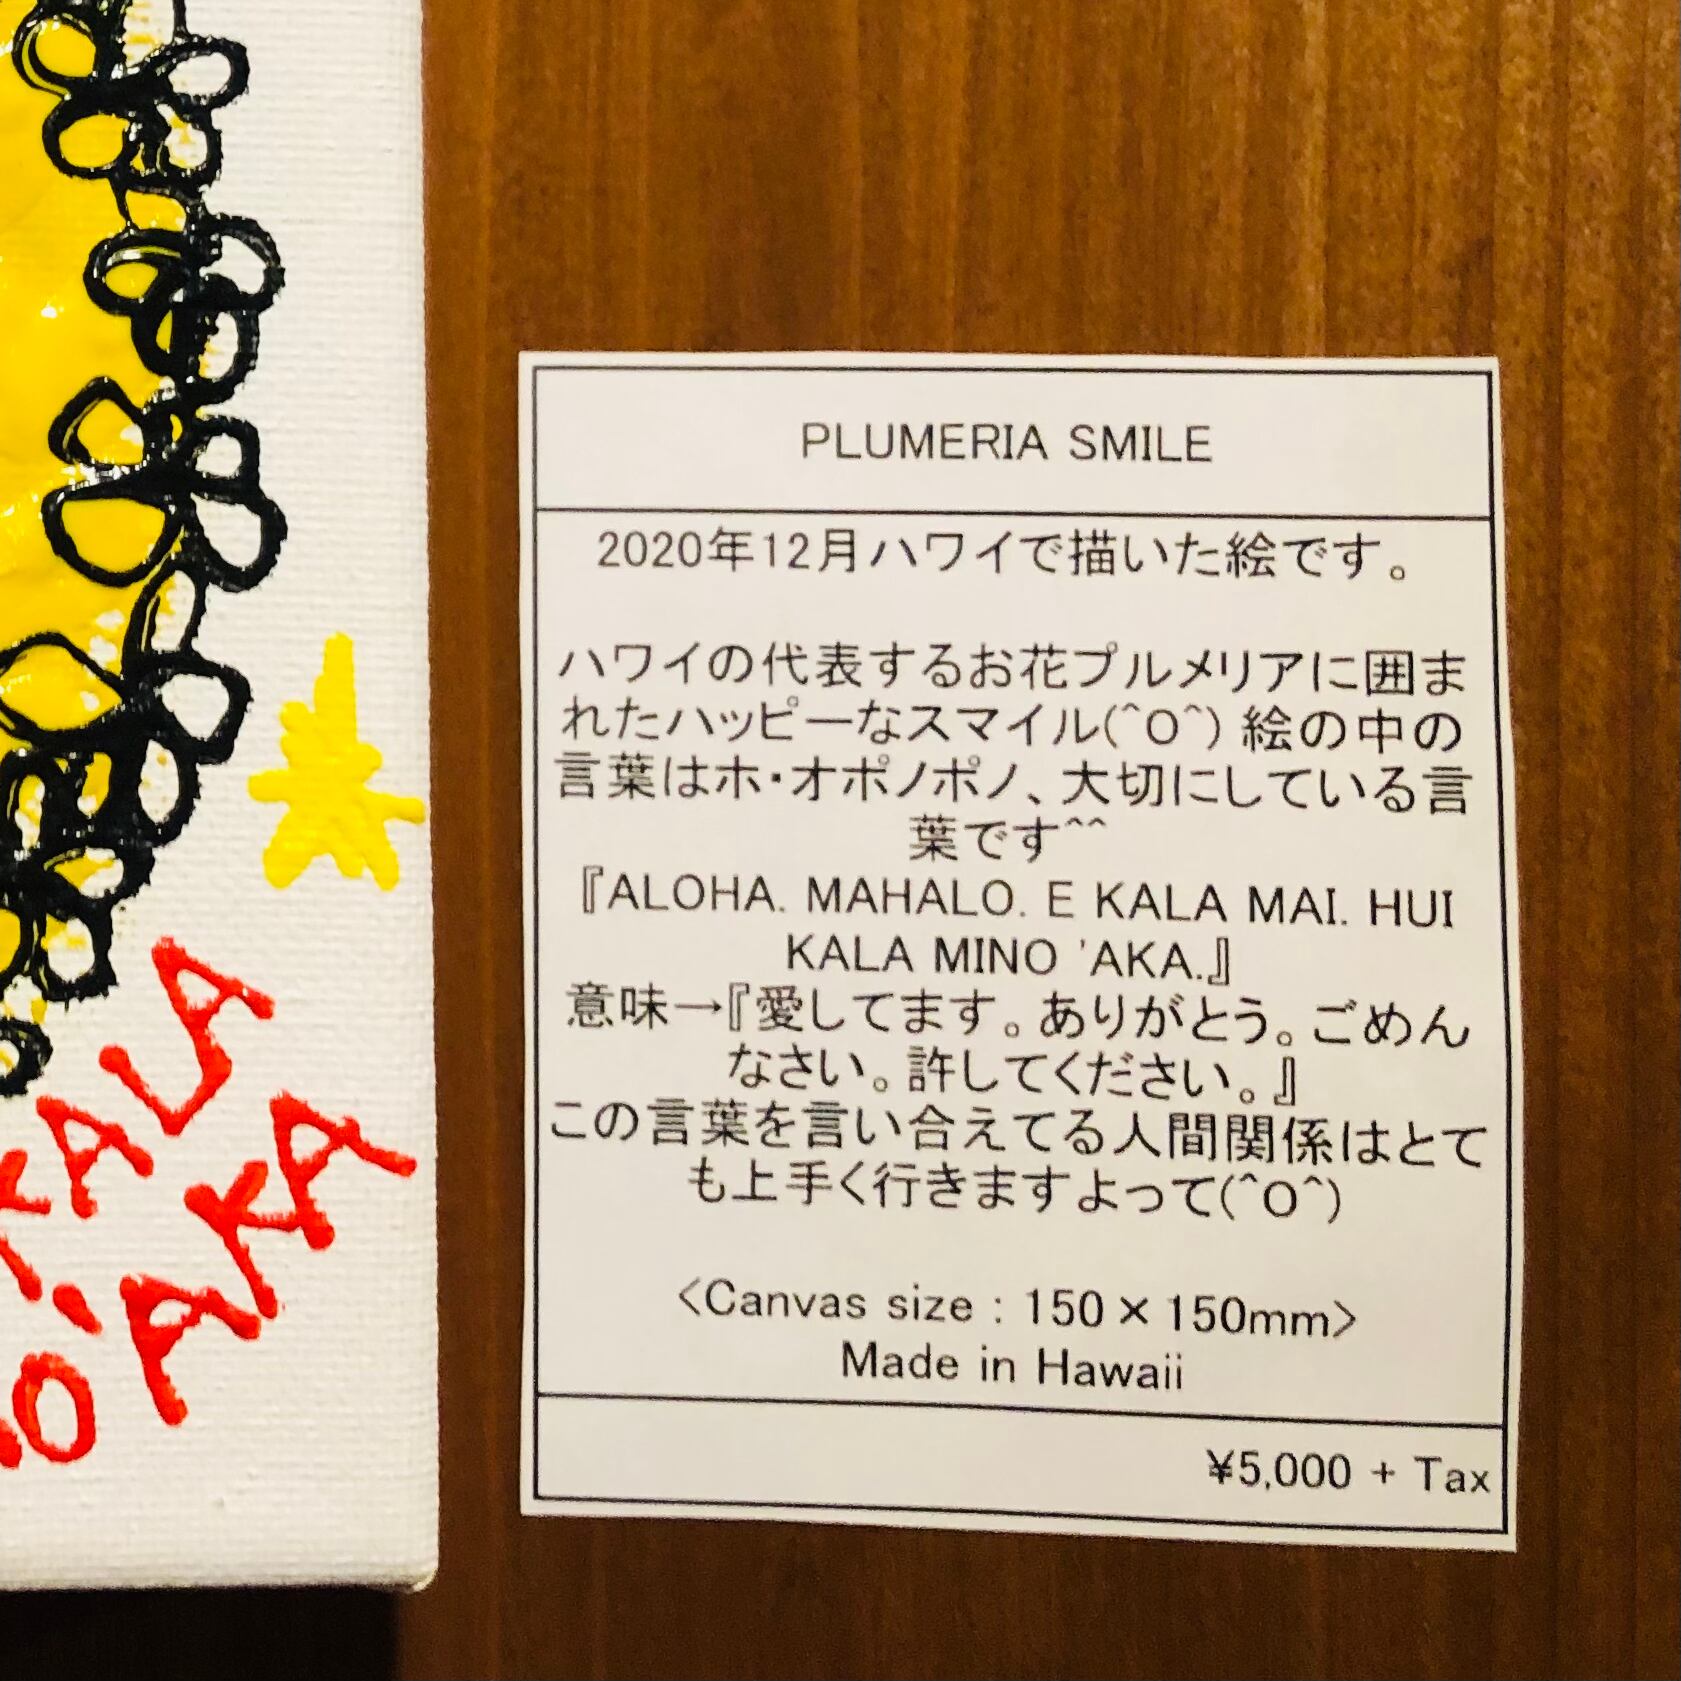 PLUMERIA SMILE
2020年12月ハワイで描いた絵です。
ハワイの代表するお花プルメリアに囲ま
れたハッピーなスマイル(^O^) 絵の中の
言葉はホ・オポノポノ、大切にしている言
葉です^^
『ALOHA. MAHALO. E KALA MAI. HUI
KALA MINO 'AKA.』
意味→『愛してます。ありがとう。ごめん
なさい。許してください。』
この言葉を言い合えてる人間関係はとて
も上手く行きますよって(^O^)
<Canvas size : 150×150mm>
Made in Hawaii
¥5,000 + Tax
KALA
O'AKA